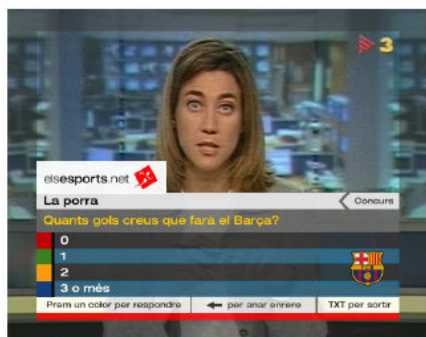 3
elsesports.net
La porra
Concurs
Quants gols creus que farà el Barça?
0
1
2
3 o més
Prem un color per respondre
per anar enrere
TXT per sortir